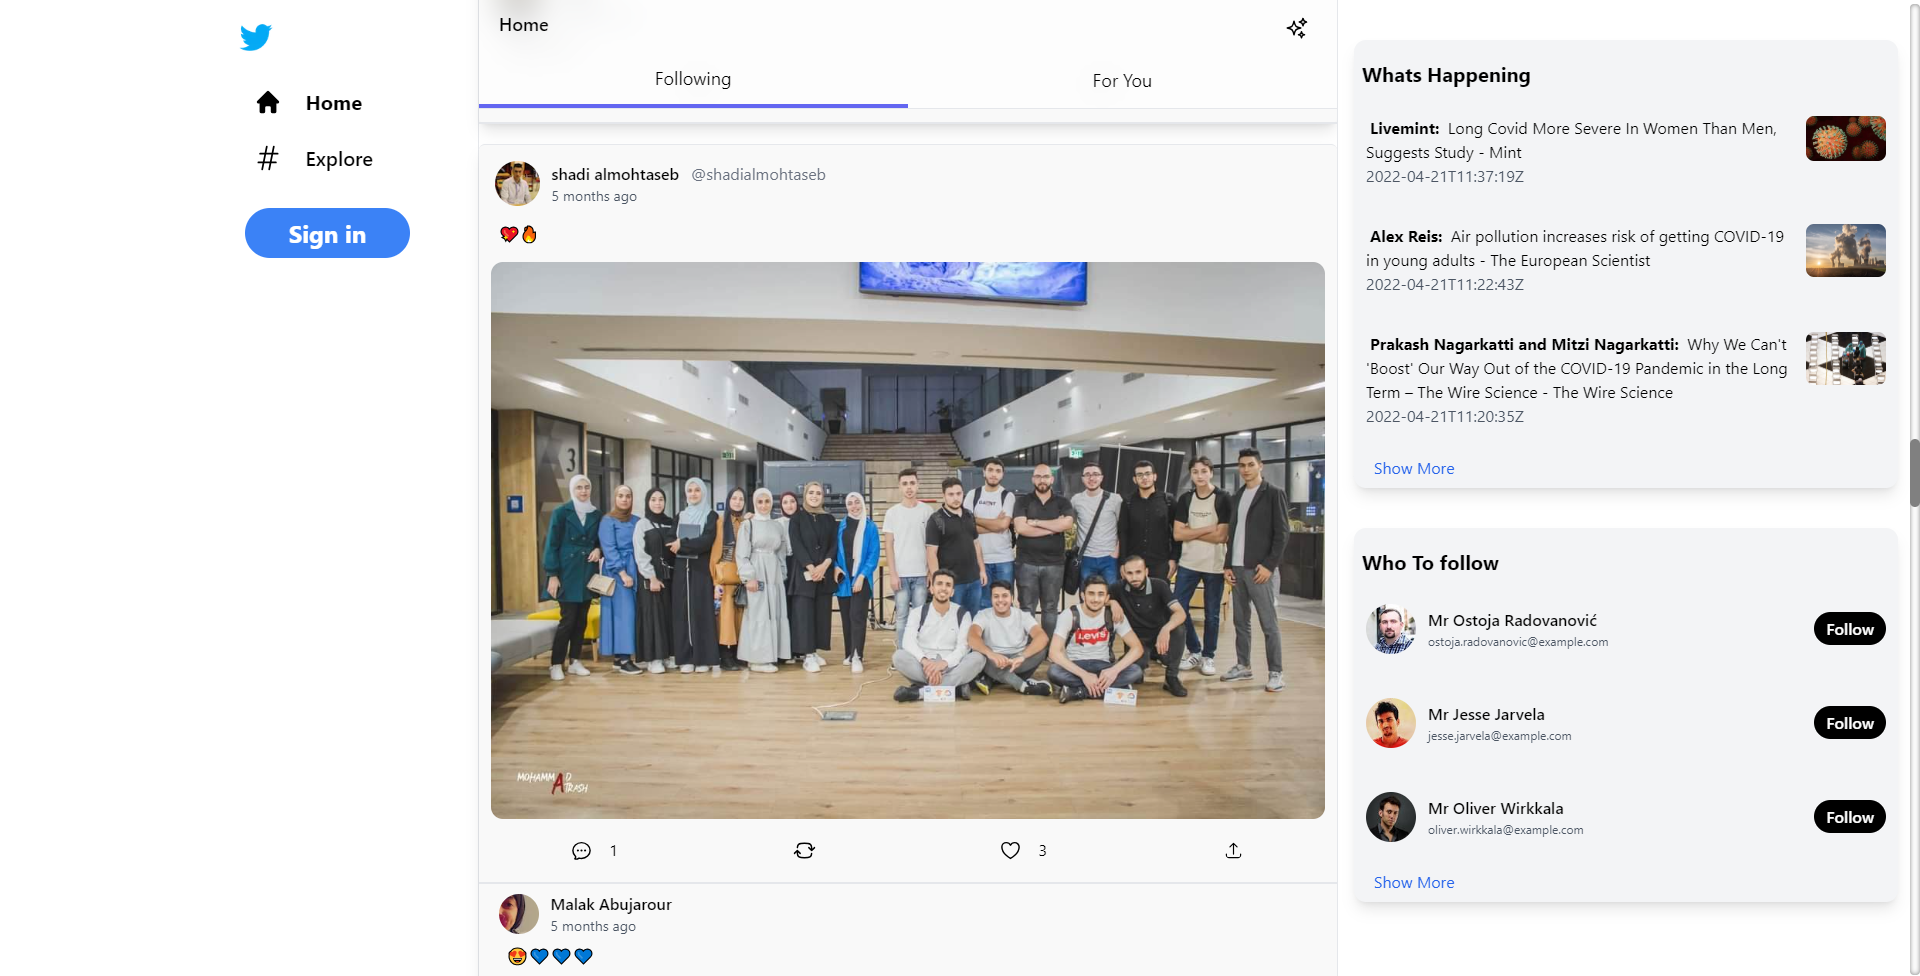 Home
Explore
Sign in
Home
Following
For You
shadi almohtaseb @shadialmohtaseb
5 months ago
3
Levi's
MOHAMMAD
ATRASH
1
3
Malak Abujarour
5 months ago
Whats Happening
Livemint: Long Covid More Severe In Women Than Men,
Suggests Study - Mint
2022-04-21T11:37:19Z
Alex Reis: Air pollution increases risk of getting COVID-19
in young adults - The European Scientist
2022-04-21T11:22:43Z
Prakash Nagarkatti and Mitzi Nagarkatti: Why We Can't
'Boost' Our Way Out of the COVID-19 Pandemic in the Long
Term – The Wire Science - The Wire Science
2022-04-21T11:20:35Z
Show More
Who To follow
Mr Ostoja Radovanović
ostoja.radovanovic@example.com
Follow
Mr Jesse Jarvela
jesse.jarvela@example.com
Follow
Mr Oliver Wirkkala
oliver.wirkkala@example.com
Follow
Show More